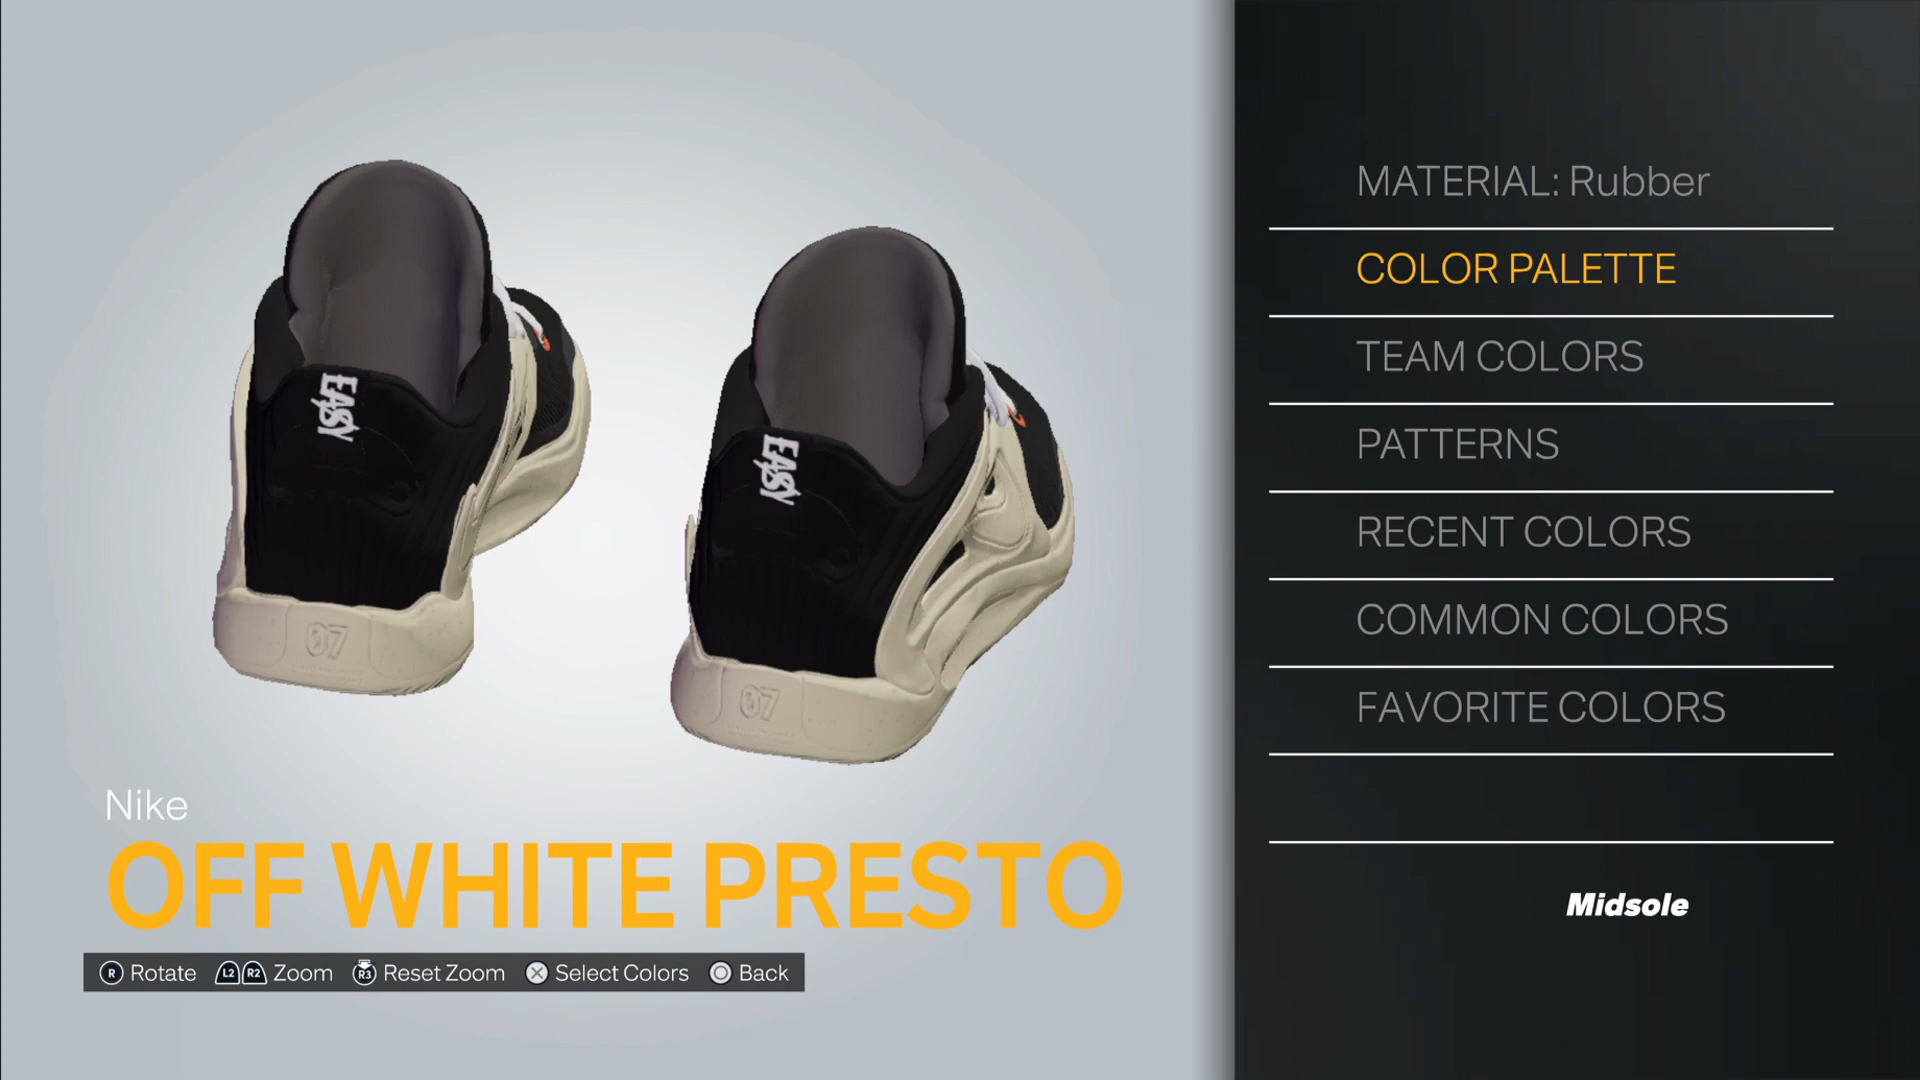 EASY
EASY
07
07
Nike
OFF WHITE PRESTO
R Rotate L2 R2 Zoom R3 Reset Zoom Select Colors Back
MATERIAL: Rubber
COLOR PALETTE
TEAM COLORS
PATTERNS
RECENT COLORS
COMMON COLORS
FAVORITE COLORS
Midsole